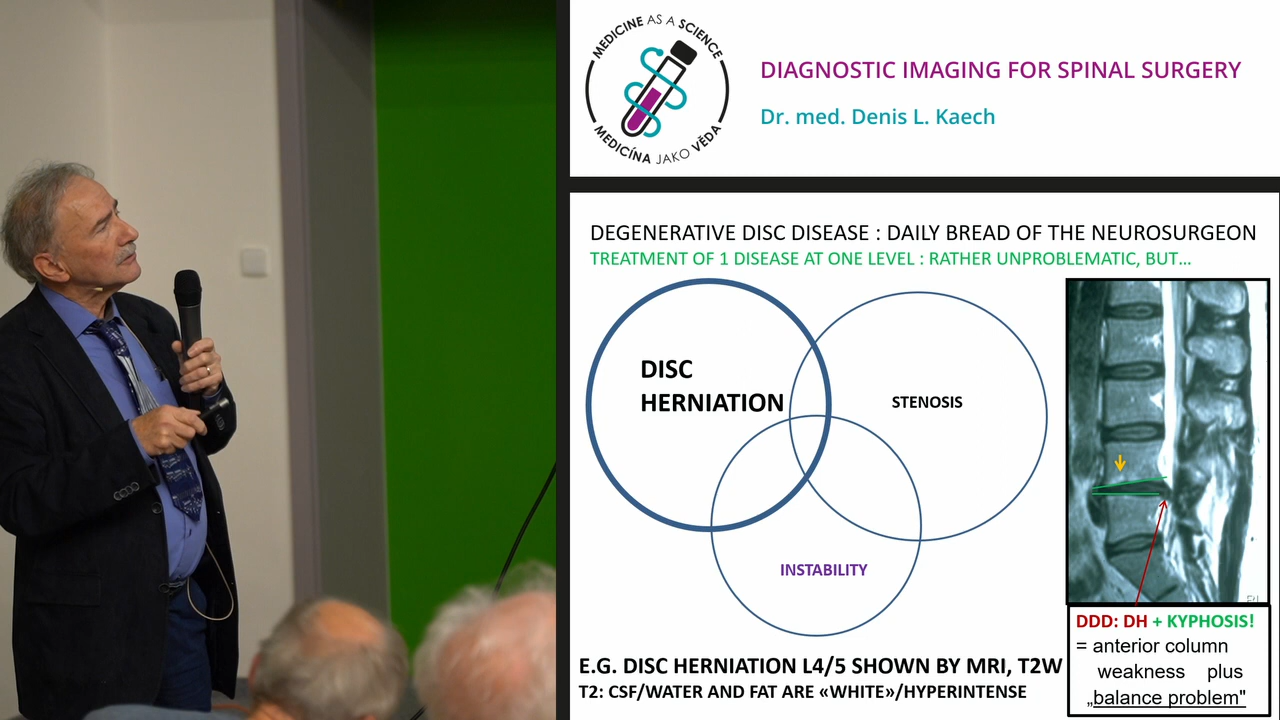 MEDICINE AS A SCIENCE
MEDICÍNA JAKO VĚDA
DIAGNOSTIC IMAGING FOR SPINAL SURGERY
Dr. med. Denis L. Kaech
DEGENERATIVE DISC DISEASE : DAILY BREAD OF THE NEUROSURGEON
TREATMENT OF 1 DISEASE AT ONE LEVEL : RATHER UNPROBLEMATIC, BUT...
DISC
HERNIATION
STENOSIS
INSTABILITY
DDD: DH + KYPHOSIS!
= anterior column
weakness plus
„balance problem"
E.G. DISC HERNIATION L4/5 SHOWN BY MRI, T2W
T2: CSF/WATER AND FAT ARE «WHITE»/HYPERINTENSE